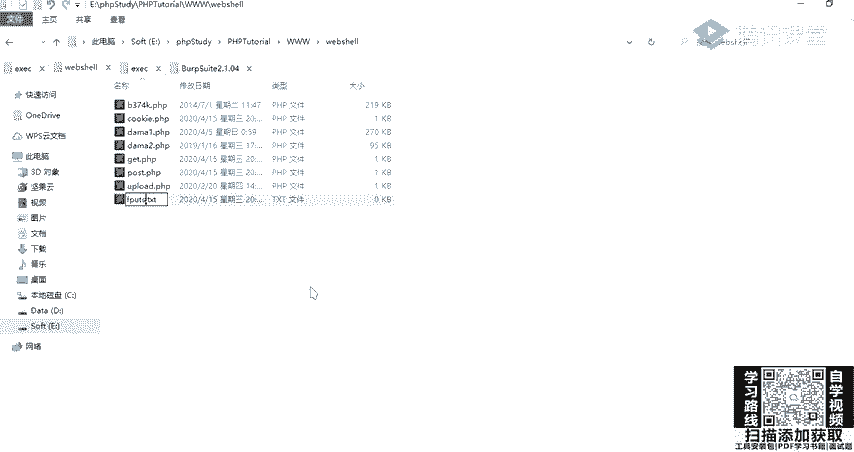 文件 主页 共享 查看
此电脑 › Soft (E:) › phpStudy › PHPTutorial › WWW › webshell
腾讯课堂
exec webshell exec BurpSuite2.1.04
名称 修改日期 类型 大小
b374k.php 2014/7/1 星期二 11:47 PHP 文件 219 KB
cookie.php 2020/4/15 星期三 20:... PHP 文件 1 KB
dama1.php 2020/4/5 星期日 0:59 PHP 文件 270 KB
dama2.php 2019/1/16 星期三 17:... PHP 文件 95 KB
get.php 2020/4/15 星期三 20:... PHP 文件 1 KB
post.php 2020/4/15 星期三 20:... PHP 文件 1 KB
upload.php 2020/2/20 星期四 14:... PHP 文件 1 KB
fputs.txt 2020/4/15 星期三 20:... TXT 文件 0 KB
快速访问
OneDrive
WPS云文档
此电脑
3D 对象
坚果云
视频
图片
文档
下载
音乐
桌面
本地磁盘 (C:)
Data (D:)
Soft (E:)
网络
E:\phpStudy\PHPTutorial\WWW\webshell
学习路线
自学视频
扫描添加获取
工具安装包|PDF学习书籍|面试题